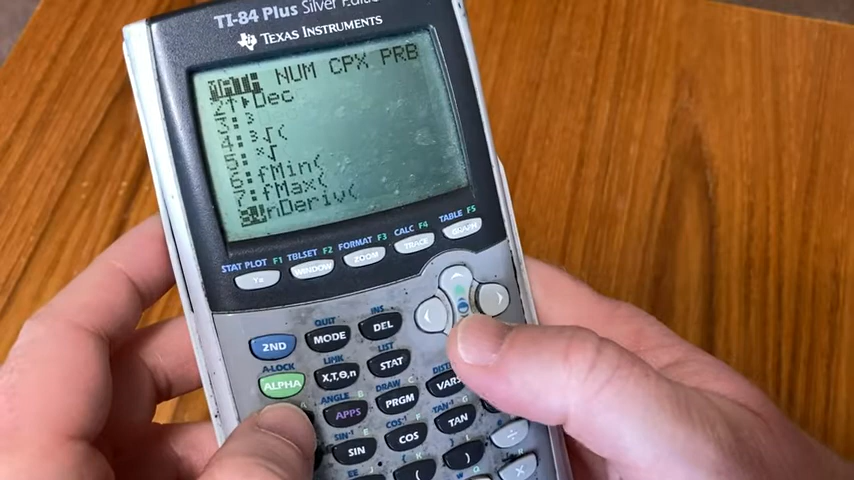 TI-84 Plus Silver Edition
TEXAS INSTRUMENTS
MATH NUM CPX PRB
2↑▸Dec
3:³
4:³√(
5:ˣ√
6:fMin(
7:fMax(
8↓nDeriv(
STAT PLOT F1 TBLSET F2 FORMAT F3 CALC F4 TABLE F5
Y= WINDOW ZOOM TRACE GRAPH
QUIT INS
2ND MODE DEL
A-LOCK LINK LIST
ALPHA X,T,θ,n STAT
ANGLE B DRAW C
APPS PRGM VARS
SIN⁻¹ E COS⁻¹ F TAN⁻¹
SIN COS TAN ÷
EE { }
( ) ×